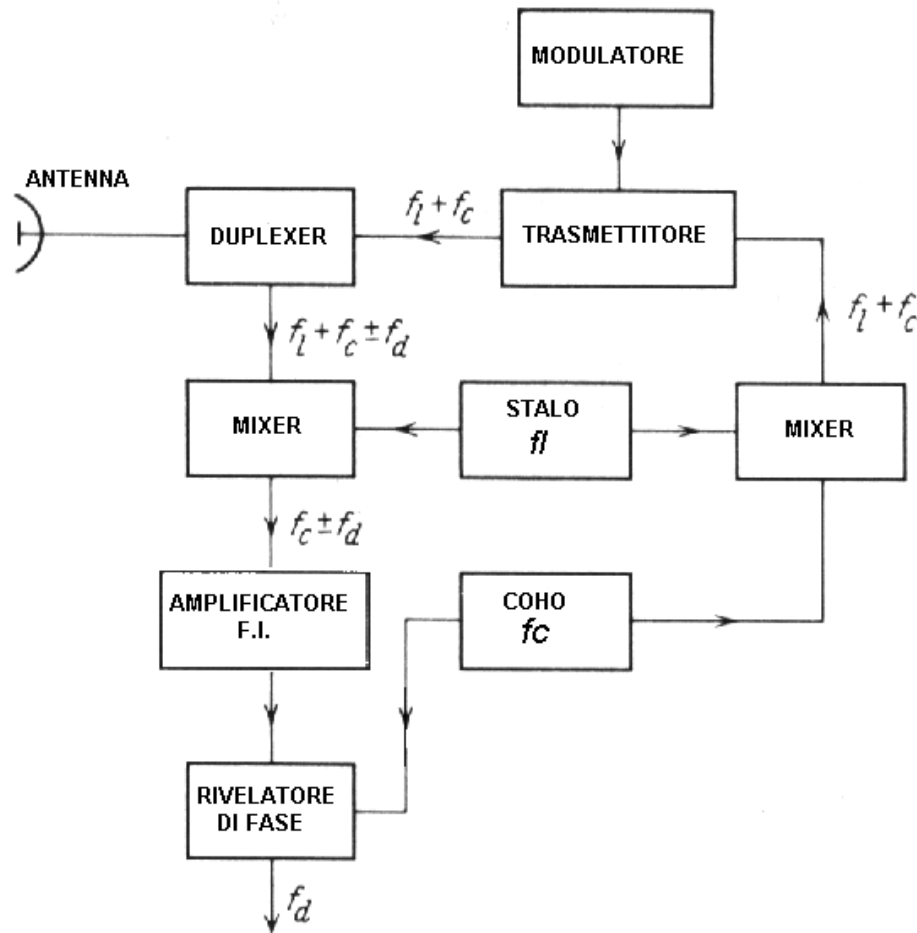 MODULATORE
ANTENNA
DUPLEXER
f_l + f_c
TRASMETTITORE
f_l + f_c ± f_d
f_l + f_c
MIXER
STALO
fl
MIXER
f_c ± f_d
AMPLIFICATORE
F.I.
COHO
fc
RIVELATORE
DI FASE
f_d